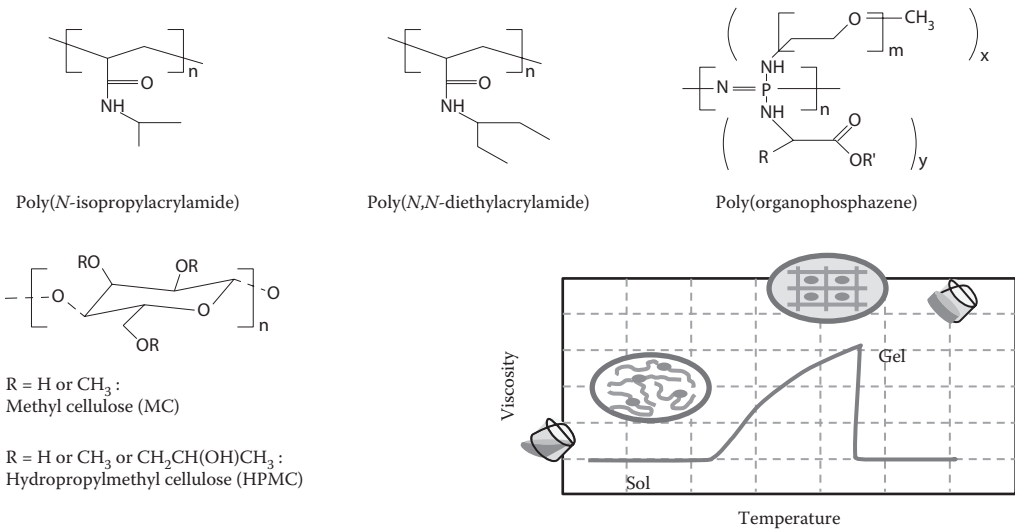 n
O
NH
Poly(N-isopropylacrylamide)
n
O
NH
Poly(N,N-diethylacrylamide)
O
CH3
m
x
NH
N
P
n
NH
O
R
OR'
y
Poly(organophosphazene)
RO
OR
O
O
O
n
OR
R = H or CH3 :
Methyl cellulose (MC)
R = H or CH3 or CH2CH(OH)CH3 :
Hydropropylmethyl cellulose (HPMC)
Viscosity
Gel
Sol
Temperature